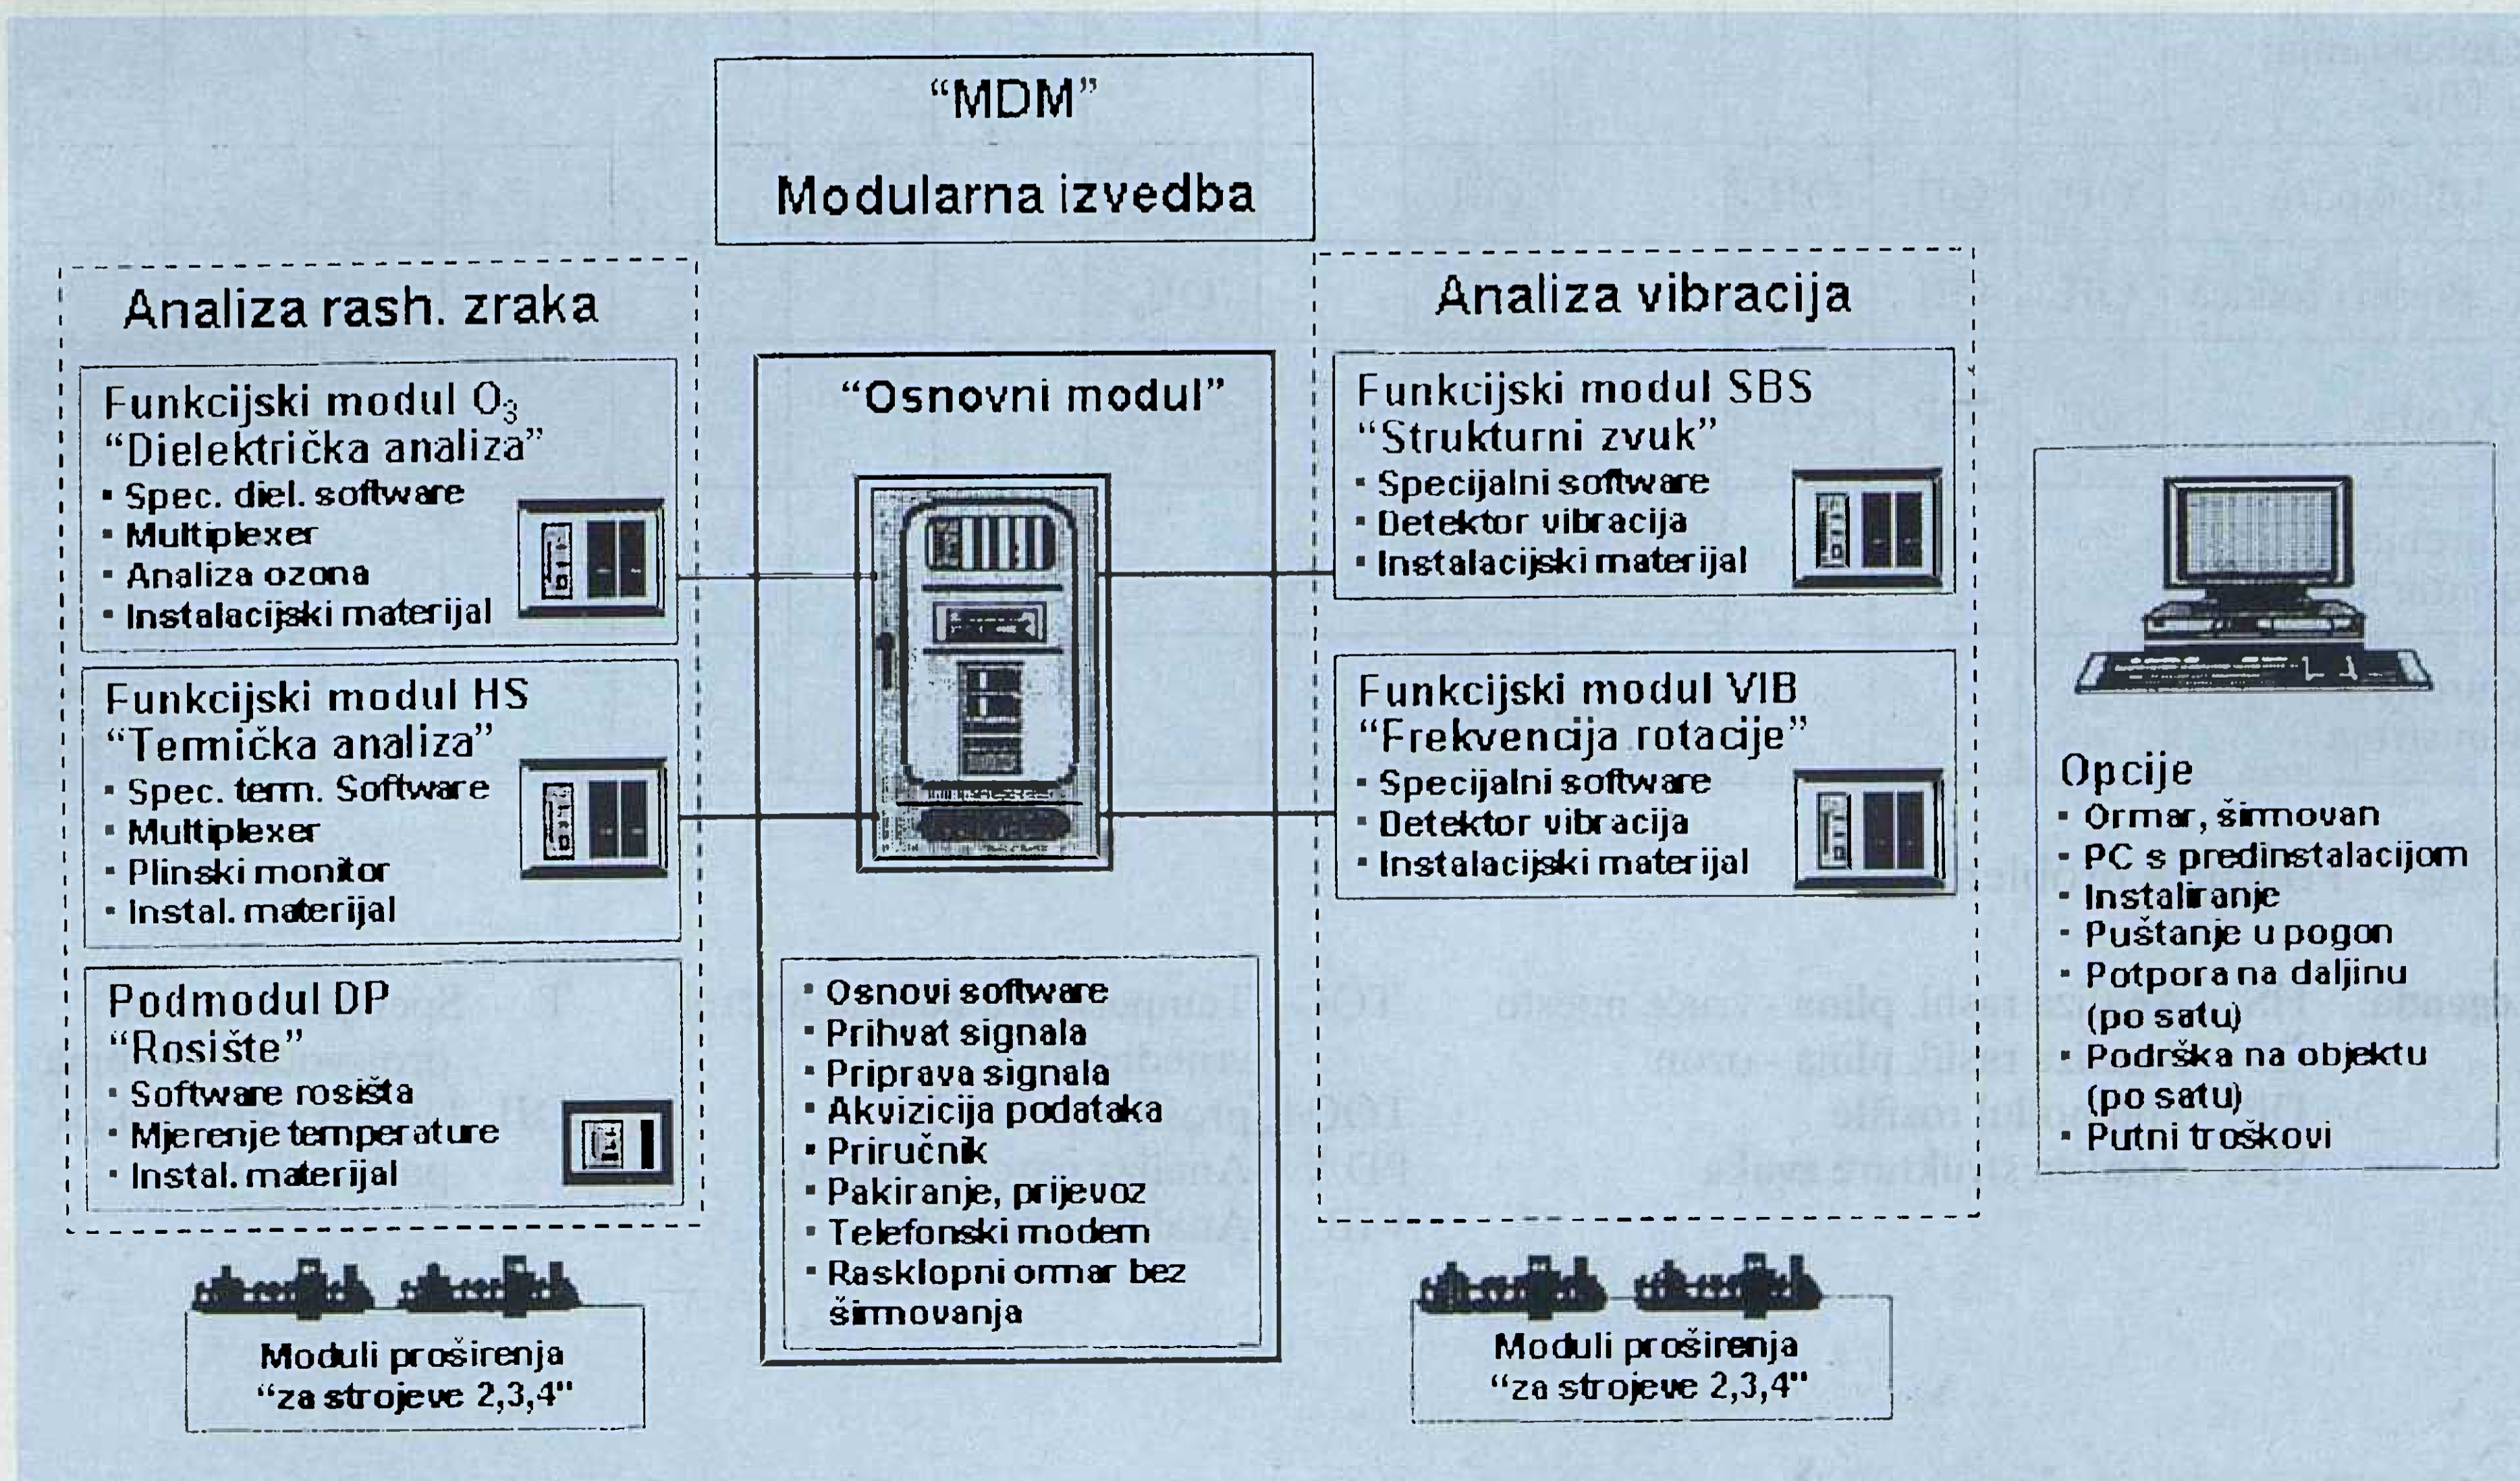 “MDM”
Modularna izvedba
Analiza rash. zraka
Funkcijski modul O₃
“Dielektrička analiza”
▪ Spec. diel. software
▪ Multiplexer
▪ Analiza ozona
▪ Instalacijski materijal
Funkcijski modul HS
“Termička analiza”
▪ Spec. term. Software
▪ Multiplexer
▪ Plinski monitor
▪ Instal. materijal
Podmodul DP
“Rosište”
▪ Software rosišta
▪ Mjerenje temperature
▪ Instal. materijal
Moduli proširenja
“za strojeve 2,3,4"
“Osnovni modul”
▪ Osnovi software
▪ Prihvat signala
▪ Priprava signala
▪ Akvizicija podataka
▪ Priručnik
▪ Pakiranje, prijevoz
▪ Telefonski modem
▪ Rasklopni ormar bez
širmovanja
Analiza vibracija
Funkcijski modul SBS
“Strukturni zvuk”
▪ Specijalni software
▪ Detektor vibracija
▪ Instalacijski materijal
Funkcijski modul VIB
“Frekvencija rotacije”
▪ Specijalni software
▪ Detektor vibracija
▪ Instalacijski materijal
Moduli proširenja
“za strojeve 2,3,4"
Opcije
▪ Ormar, širmovan
▪ PC s predinstalacijom
▪ Instaliranje
▪ Puštanje u pogon
▪ Potpora na daljinu
(po satu)
▪ Podrška na objektu
(po satu)
▪ Putni troškovi